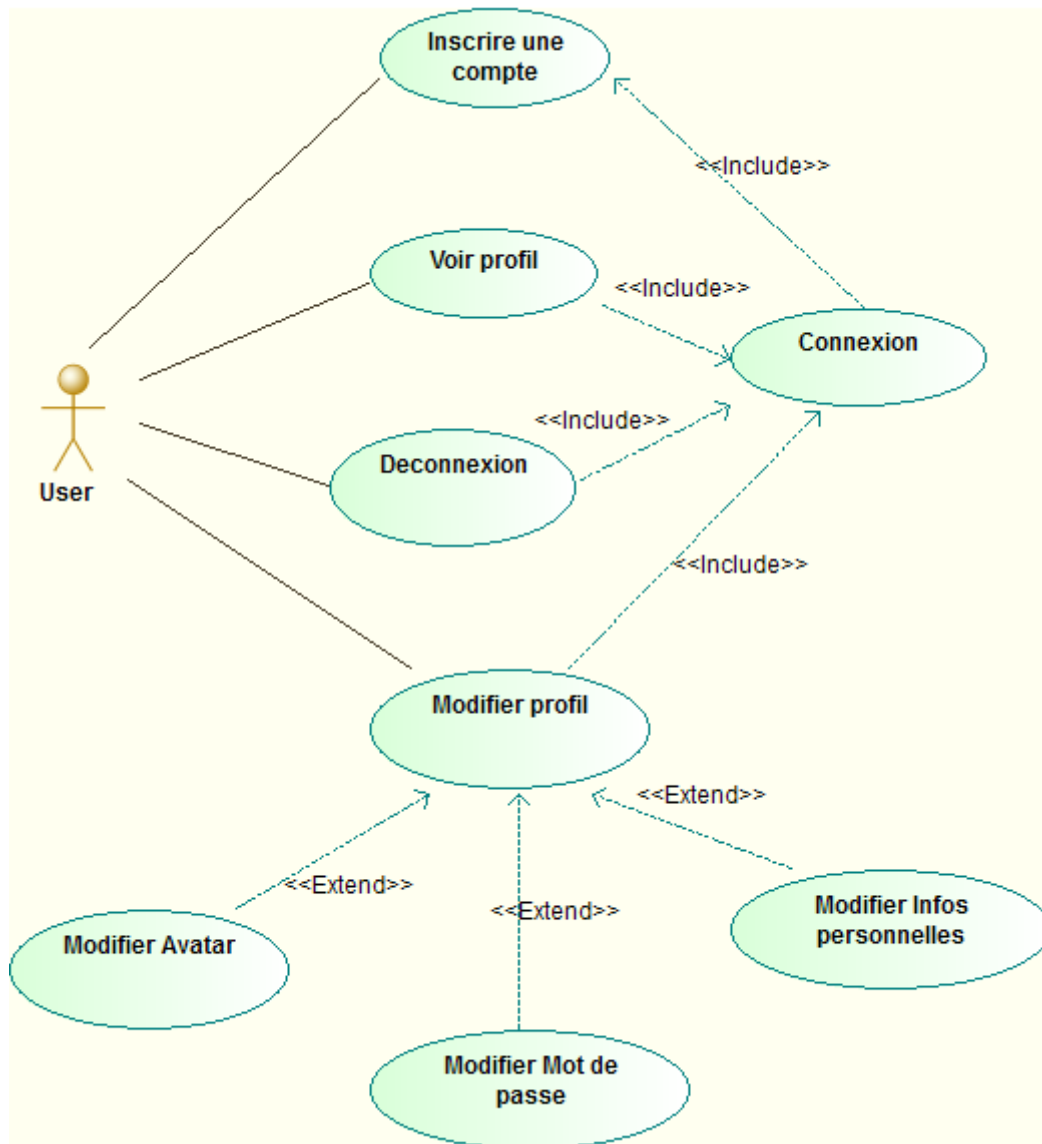 Inscrire une
compte
<<Include>>
Voir profil
<<Include>>
Connexion
<<Include>>
Deconnexion
User
<<Include>>
Modifier profil
<<Extend>>
<<Extend>>
<<Extend>>
Modifier Infos
personnelles
Modifier Avatar
Modifier Mot de
passe